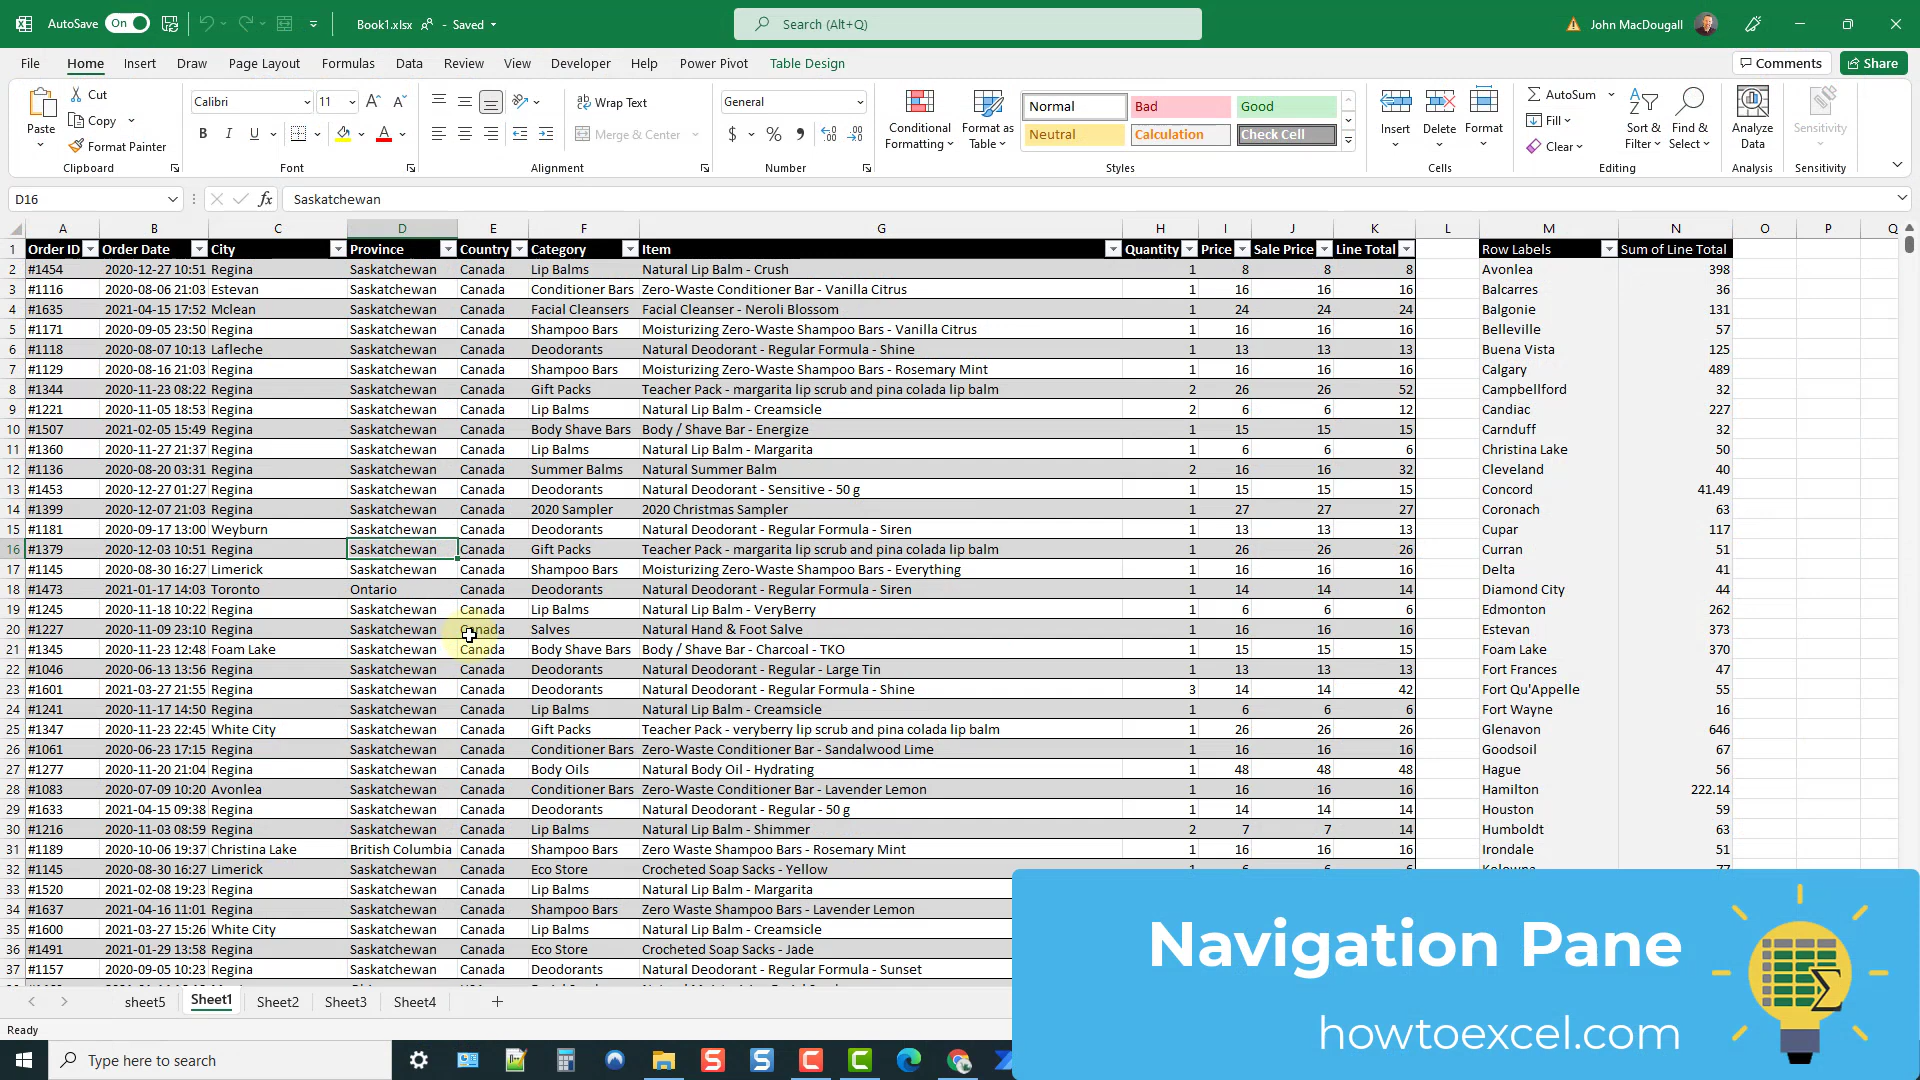 AutoSave On Book1.xlsx Saved Search (Alt+Q) John MacDougall
File Home Insert Draw Page Layout Formulas Data Review View Developer Help Power Pivot Table Design Comments Share
Paste Cut Copy Format Painter Clipboard
Calibri 11 B I U A Font
Wrap Text Merge & Center Alignment
General $ % Number
Conditional Formatting Format as Table Normal Bad Good Neutral Calculation Check Cell Styles
Insert Delete Format Cells
AutoSum Fill Clear Sort & Filter Find & Select Editing
Analyze Data Analysis Sensitivity Sensitivity
D16 fx Saskatchewan
A B C D E F G H I J K L M N O P Q
1 Order ID Order Date City Province Country Category Item Quantity Price Sale Price Line Total Row Labels Sum of Line Total
2 #1454 2020-12-27 10:51 Regina Saskatchewan Canada Lip Balms Natural Lip Balm - Crush 1 8 8 8 Avonlea 398
3 #1116 2020-08-06 21:03 Estevan Saskatchewan Canada Conditioner Bars Zero-Waste Conditioner Bar - Vanilla Citrus 1 16 16 16 Balcarres 36
4 #1635 2021-04-15 17:52 Mclean Saskatchewan Canada Facial Cleansers Facial Cleanser - Neroli Blossom 1 24 24 24 Balgonie 131
5 #1171 2020-09-05 23:50 Regina Saskatchewan Canada Shampoo Bars Moisturizing Zero-Waste Shampoo Bars - Vanilla Citrus 1 16 16 16 Belleville 57
6 #1118 2020-08-07 10:13 Lafleche Saskatchewan Canada Deodorants Natural Deodorant - Regular Formula - Shine 1 13 13 13 Buena Vista 125
7 #1129 2020-08-16 21:03 Regina Saskatchewan Canada Shampoo Bars Moisturizing Zero-Waste Shampoo Bars - Rosemary Mint 1 16 16 16 Calgary 489
8 #1344 2020-11-23 08:22 Regina Saskatchewan Canada Gift Packs Teacher Pack - margarita lip scrub and pina colada lip balm 2 26 26 52 Campbellford 32
9 #1221 2020-11-05 18:53 Regina Saskatchewan Canada Lip Balms Natural Lip Balm - Creamsicle 2 6 6 12 Candiac 227
10 #1507 2021-02-05 15:49 Regina Saskatchewan Canada Body Shave Bars Body / Shave Bar - Energize 1 15 15 15 Carnduff 32
11 #1360 2020-11-27 21:37 Regina Saskatchewan Canada Lip Balms Natural Lip Balm - Margarita 1 6 6 6 Christina Lake 50
12 #1136 2020-08-20 03:31 Regina Saskatchewan Canada Summer Balms Natural Summer Balm 2 16 16 32 Cleveland 40
13 #1453 2020-12-27 01:27 Regina Saskatchewan Canada Deodorants Natural Deodorant - Sensitive - 50 g 1 15 15 15 Concord 41.49
14 #1399 2020-12-07 21:03 Regina Saskatchewan Canada 2020 Sampler 2020 Christmas Sampler 1 27 27 27 Coronach 63
15 #1181 2020-09-17 13:00 Weyburn Saskatchewan Canada Deodorants Natural Deodorant - Regular Formula - Siren 1 13 13 13 Cupar 117
16 #1379 2020-12-03 10:51 Regina Saskatchewan Canada Gift Packs Teacher Pack - margarita lip scrub and pina colada lip balm 1 26 26 26 Curran 51
17 #1145 2020-08-30 16:27 Limerick Saskatchewan Canada Shampoo Bars Moisturizing Zero-Waste Shampoo Bars - Everything 1 16 16 16 Delta 41
18 #1473 2021-01-17 14:03 Toronto Ontario Canada Deodorants Natural Deodorant - Regular Formula - Siren 1 14 14 14 Diamond City 44
19 #1245 2020-11-18 10:22 Regina Saskatchewan Canada Lip Balms Natural Lip Balm - VeryBerry 1 6 6 6 Edmonton 262
20 #1227 2020-11-09 23:10 Regina Saskatchewan Canada Salves Natural Hand & Foot Salve 1 16 16 16 Estevan 373
21 #1345 2020-11-23 12:48 Foam Lake Saskatchewan Canada Body Shave Bars Body / Shave Bar - Charcoal - TKO 1 15 15 15 Foam Lake 370
22 #1046 2020-06-13 13:56 Regina Saskatchewan Canada Deodorants Natural Deodorant - Regular - Large Tin 1 13 13 13 Fort Frances 47
23 #1601 2021-03-27 21:55 Regina Saskatchewan Canada Deodorants Natural Deodorant - Regular Formula - Shine 3 14 14 42 Fort Qu'Appelle 55
24 #1241 2020-11-17 14:50 Regina Saskatchewan Canada Lip Balms Natural Lip Balm - Creamsicle 1 6 6 6 Fort Wayne 16
25 #1347 2020-11-23 22:45 White City Saskatchewan Canada Gift Packs Teacher Pack - veryberry lip scrub and pina colada lip balm 1 26 26 26 Glenavon 646
26 #1061 2020-06-23 17:15 Regina Saskatchewan Canada Conditioner Bars Zero-Waste Conditioner Bar - Sandalwood Lime 1 16 16 16 Goodsoil 67
27 #1277 2020-11-20 21:04 Regina Saskatchewan Canada Body Oils Natural Body Oil - Hydrating 1 48 48 48 Hague 56
28 #1083 2020-07-09 10:20 Avonlea Saskatchewan Canada Conditioner Bars Zero-Waste Conditioner Bar - Lavender Lemon 1 16 16 16 Hamilton 222.14
29 #1633 2021-04-15 09:38 Regina Saskatchewan Canada Deodorants Natural Deodorant - Regular - 50 g 1 14 14 14 Houston 59
30 #1216 2020-11-03 08:59 Regina Saskatchewan Canada Lip Balms Natural Lip Balm - Shimmer 2 7 7 14 Humboldt 63
31 #1189 2020-10-06 19:37 Christina Lake British Columbia Canada Shampoo Bars Zero Waste Shampoo Bars - Rosemary Mint 1 16 16 16 Irondale 51
32 #1145 2020-08-30 16:27 Limerick Saskatchewan Canada Eco Store Crocheted Soap Sacks - Yellow
33 #1520 2021-02-08 19:23 Regina Saskatchewan Canada Lip Balms Natural Lip Balm - Margarita
34 #1637 2021-04-16 11:01 Regina Saskatchewan Canada Shampoo Bars Zero Waste Shampoo Bars - Lavender Lemon
35 #1600 2021-03-27 15:26 White City Saskatchewan Canada Lip Balms Natural Lip Balm - Creamsicle
36 #1491 2021-01-29 13:58 Regina Saskatchewan Canada Eco Store Crocheted Soap Sacks - Jade
37 #1157 2020-09-05 10:23 Regina Saskatchewan Canada Deodorants Natural Deodorant - Regular Formula - Sunset
sheet5 Sheet1 Sheet2 Sheet3 Sheet4
Ready
Type here to search
Navigation Pane
howtoexcel.com